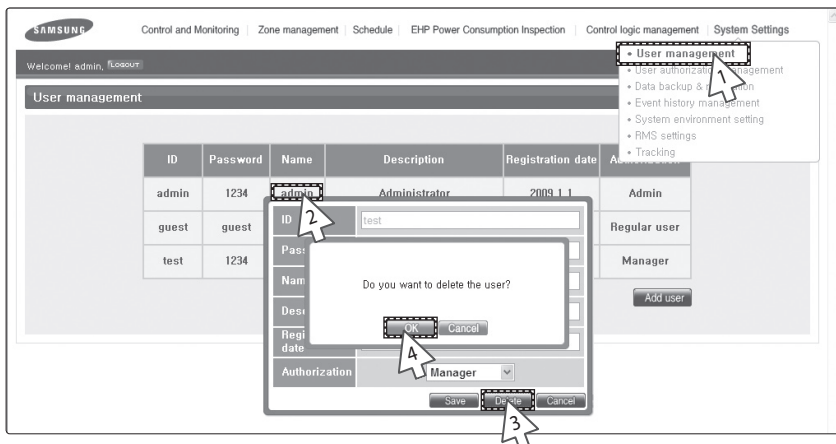 SAMSUNG
Control and Monitoring Zone management Schedule EHP Power Consumption Inspection Control logic management System Settings
Welcome! admin, LOGOUT
• User management
• User authorization management
• Data backup &
• Event history management
• System environment setting
• RMS settings
• Tracking
User management
ID Password Name Description Registration date
admin 1234 admin Administrator 2009.1.1 Admin
guest guest Regular user
test 1234 Manager
Add user
ID test
Do you want to delete the user?
OK Cancel
date
Authorization Manager
Save Delete Cancel
1
2
3
4